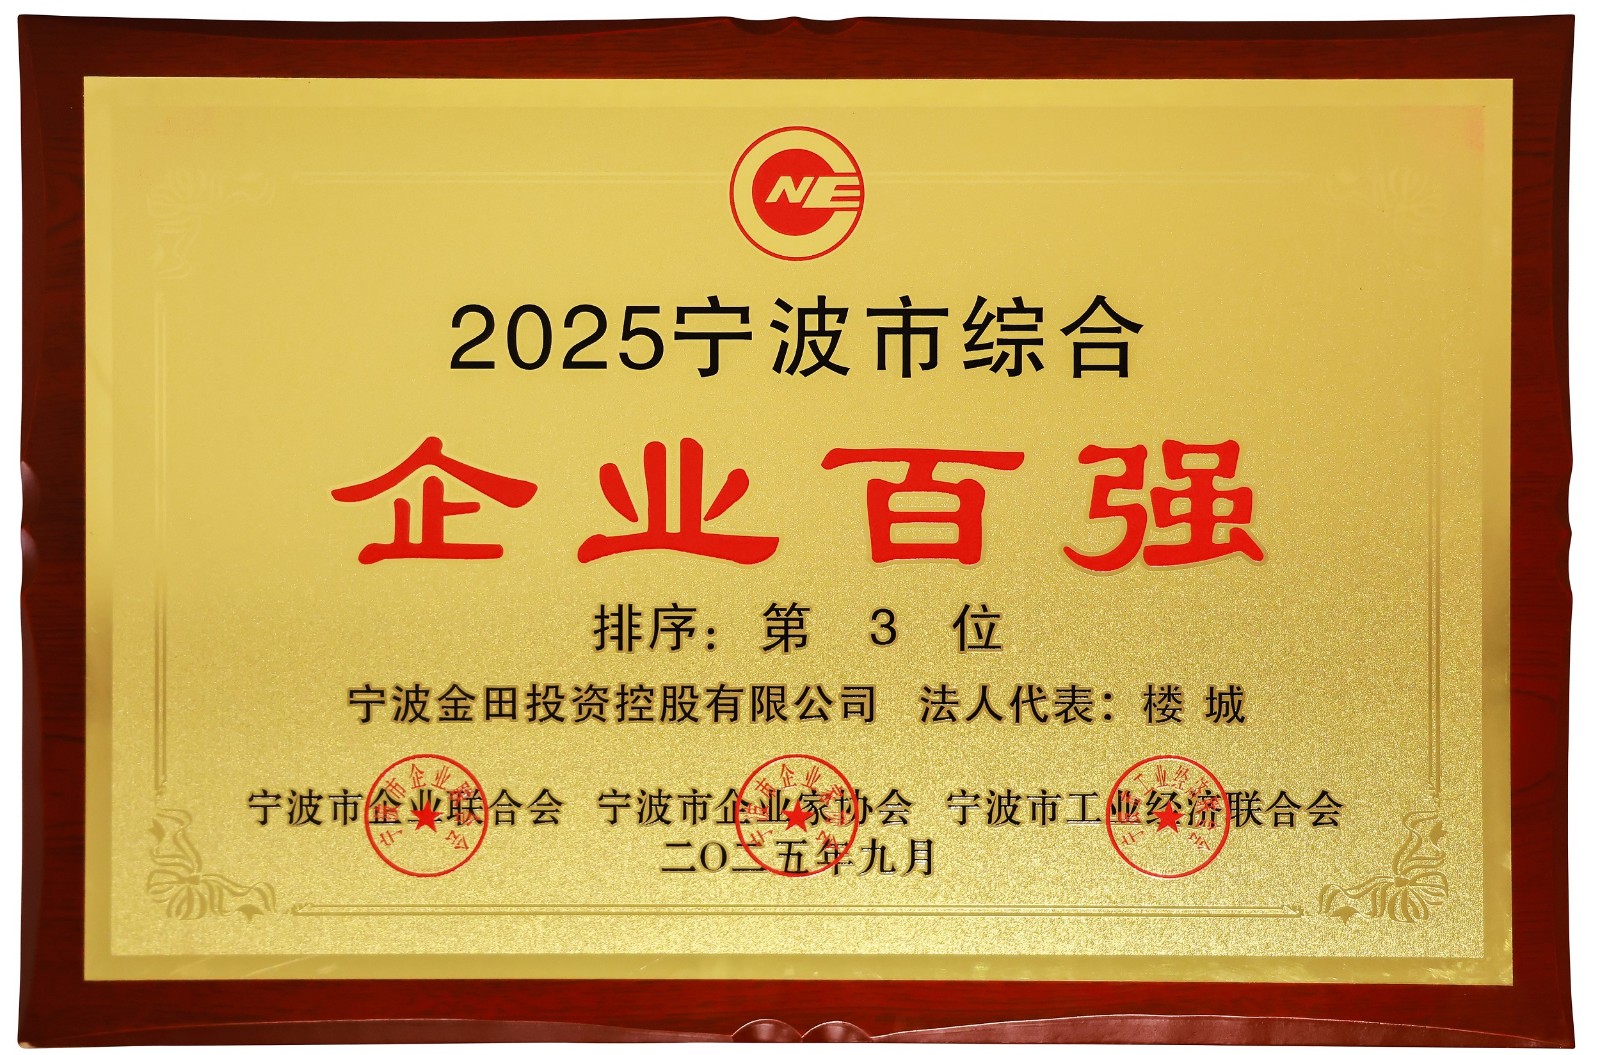 CNE
2025宁波市综合
企业百强
排序：第 3 位
宁波金田投资控股有限公司 法人代表：楼 城
宁波市企业联合会 宁波市企业家协会 宁波市工业经济联合会
二〇二五年九月